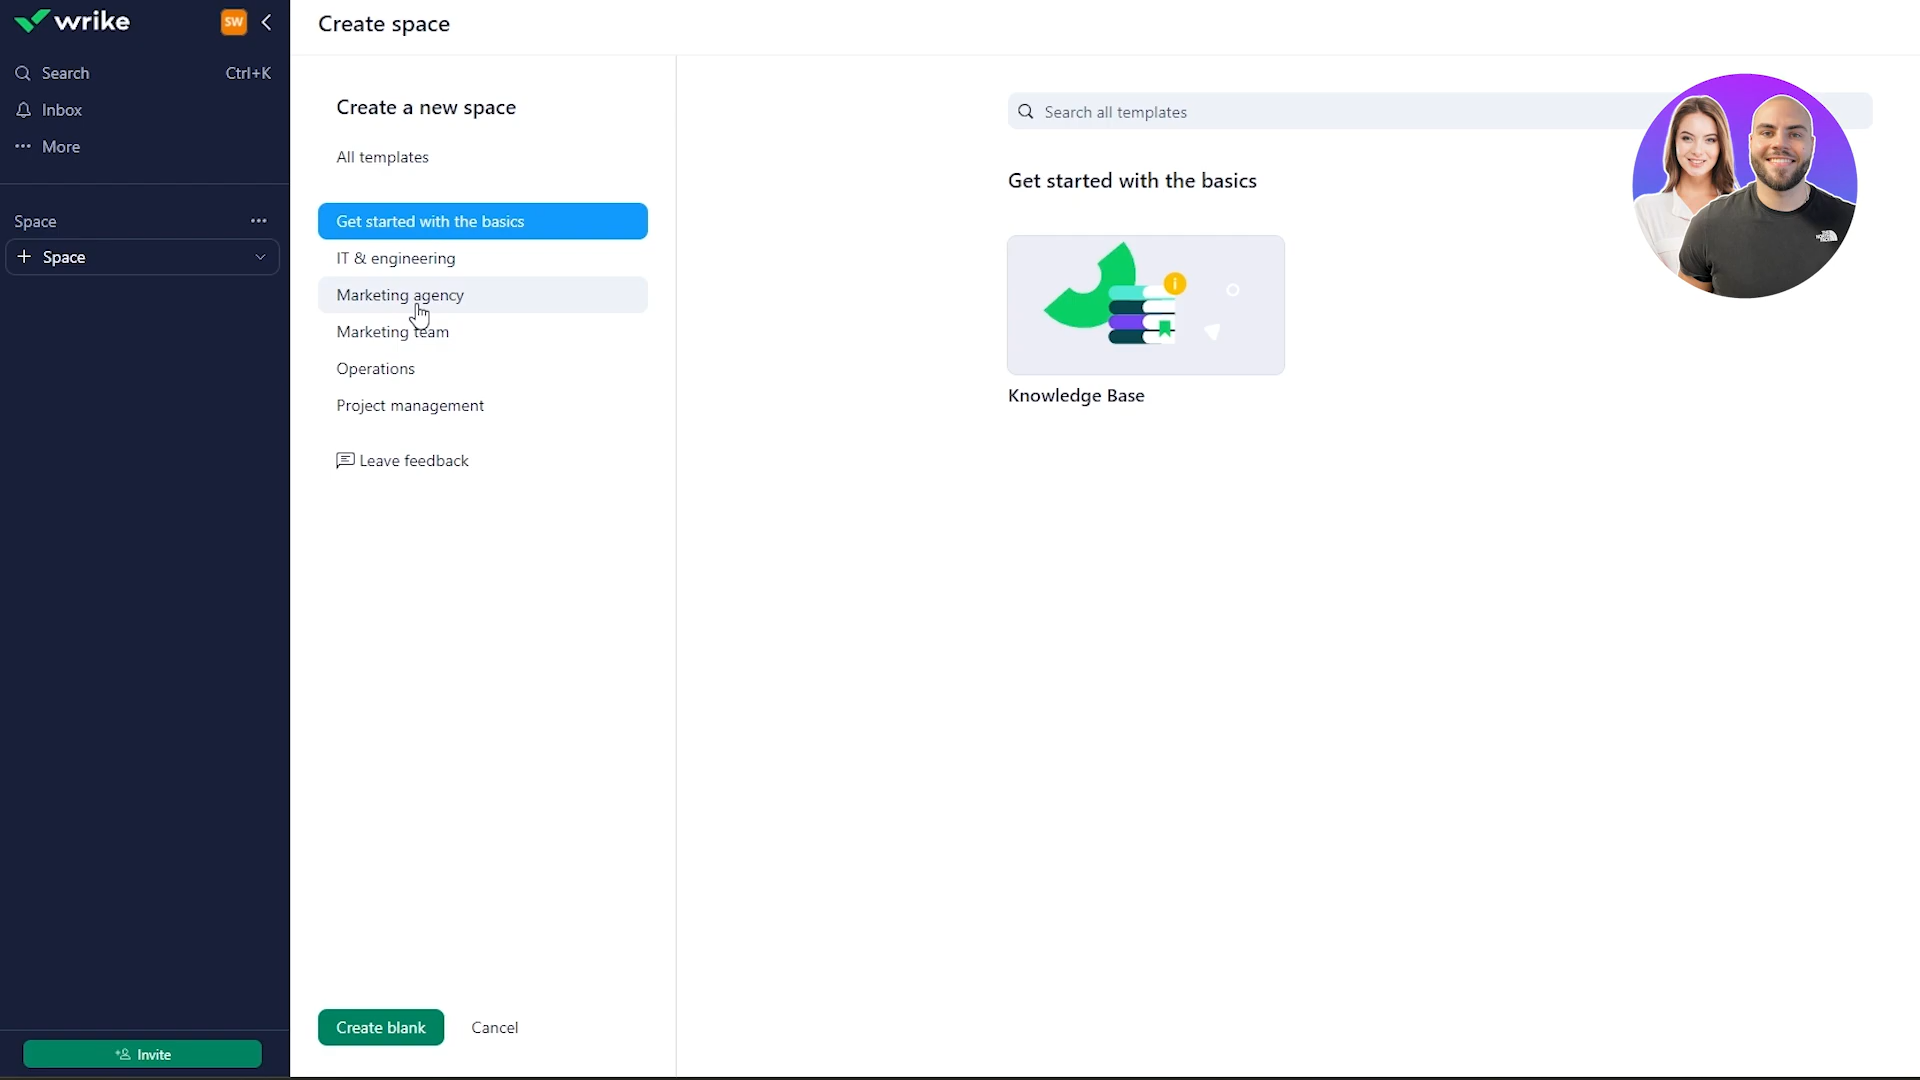 wrike
SW
Search
Ctrl+K
Inbox
More
Space
Space
Invite
Create space
Create a new space
All templates
Get started with the basics
IT & engineering
Marketing agency
Marketing team
Operations
Project management
Leave feedback
Create blank
Cancel
Search all templates
Get started with the basics
i
Knowledge Base